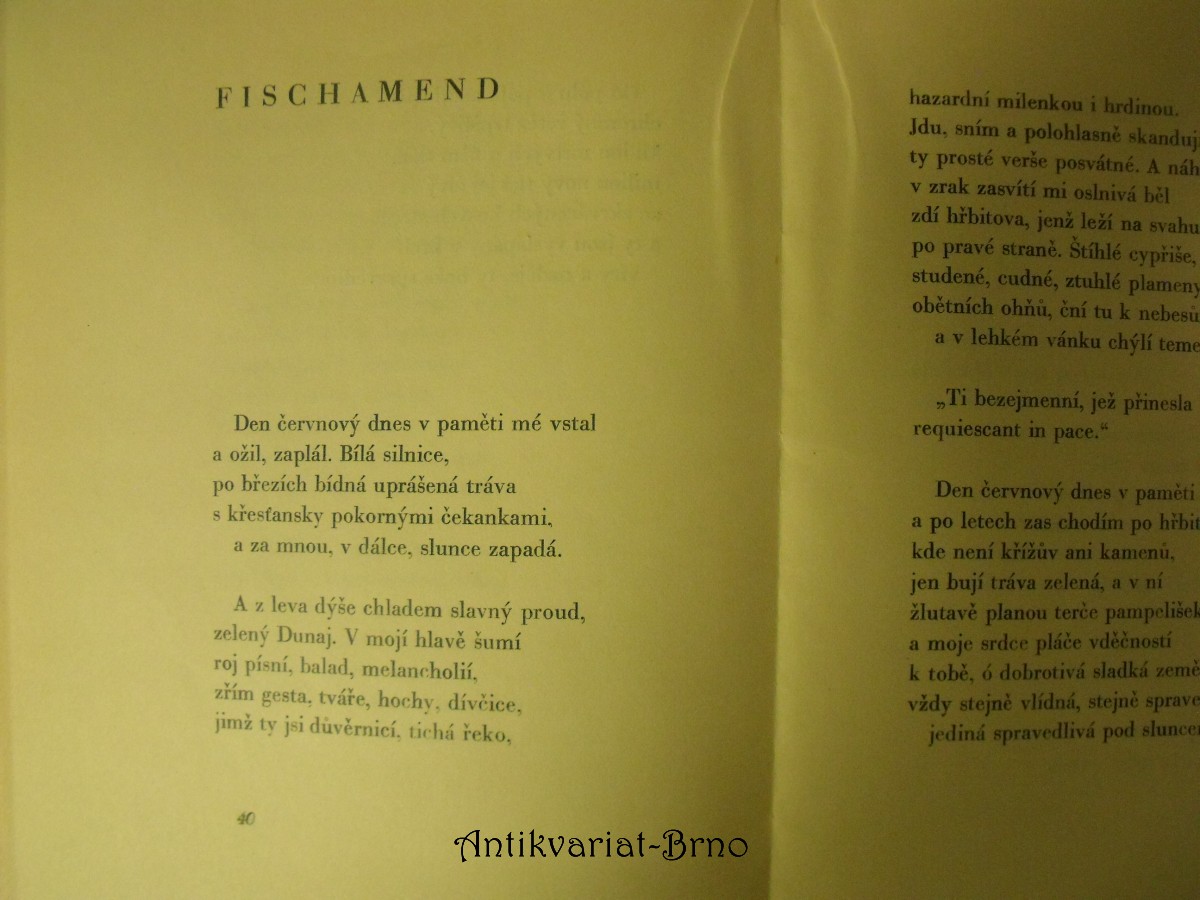 FISCHAMEND
Den červnový dnes v paměti mé vstal
a ožil, zaplál. Bílá silnice,
po březích bídná uprášená tráva
s křesťansky pokornými čekankami,
a za mnou, v dálce, slunce zapadá.
A z leva dýše chladem slavný proud,
zelený Dunaj. V mojí hlavě šumí
roj písní, balad, melancholií,
zřím gesta, tváře, hochy, dívčice,
jimž ty jsi důvěrnicí, tichá řeko,
40
hazardní milenkou i hrdinou.
Jdu, sním a polohlasně skanduj
ty prosté verše posvátné. A náh
v zrak zasvítí mi oslnivá běl
zdí hřbitova, jenž leží na svahu
po pravé straně. Štíhlé cypřiše,
studené, cudné, ztuhlé plameny
obětních ohňů, ční tu k nebesů
a v lehkém vánku chýlí teme
„Ti bezejmenní, jež přinesla
requiescant in pace.“
Den červnový dnes v paměti
a po letech zas chodím po hřbit
kde není křížův ani kamenů,
jen bují tráva zelená, a v ní
žlutavě planou terče pampelišek
a moje srdce pláče vděčností
k tobě, ó dobrotivá sladká země
vždy stejně vlídná, stejně sprave
jediná spravedlivá pod sluncem
Antikvariat-Brno